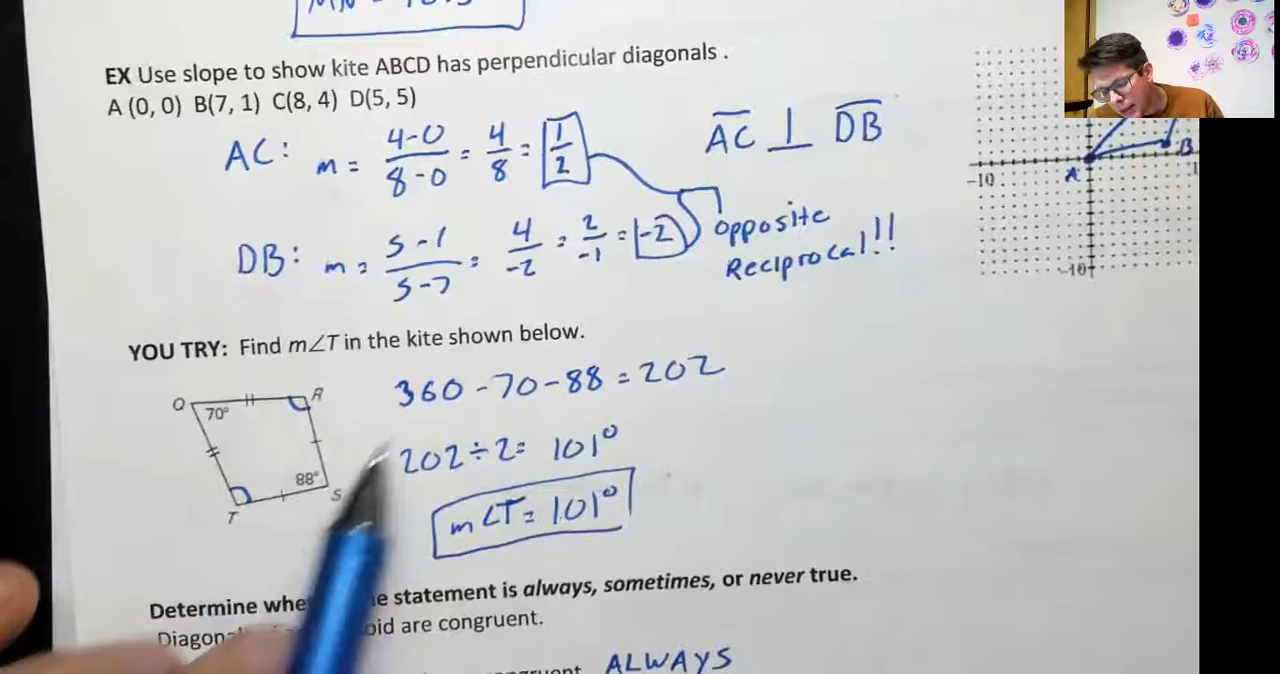 EX Use slope to show kite ABCD has perpendicular diagonals .
A (0, 0) B(7, 1) C(8, 4) D(5, 5)
AC: m = 4-0/8-0 = 4/8 = 1/2
AC ⊥ DB
DB: m = 5-1/5-7 = 4/-2 = 2/-1 = -2
opposite
Reciprocal!!
-10
A
B
-10
YOU TRY: Find m∠T in the kite shown below.
Q
70°
R
88°
S
T
360 - 70 - 88 = 202
202 ÷ 2 = 101°
m∠T = 101°
statement is always, sometimes, or never true.
Determine
are congruent.
ALWAYS